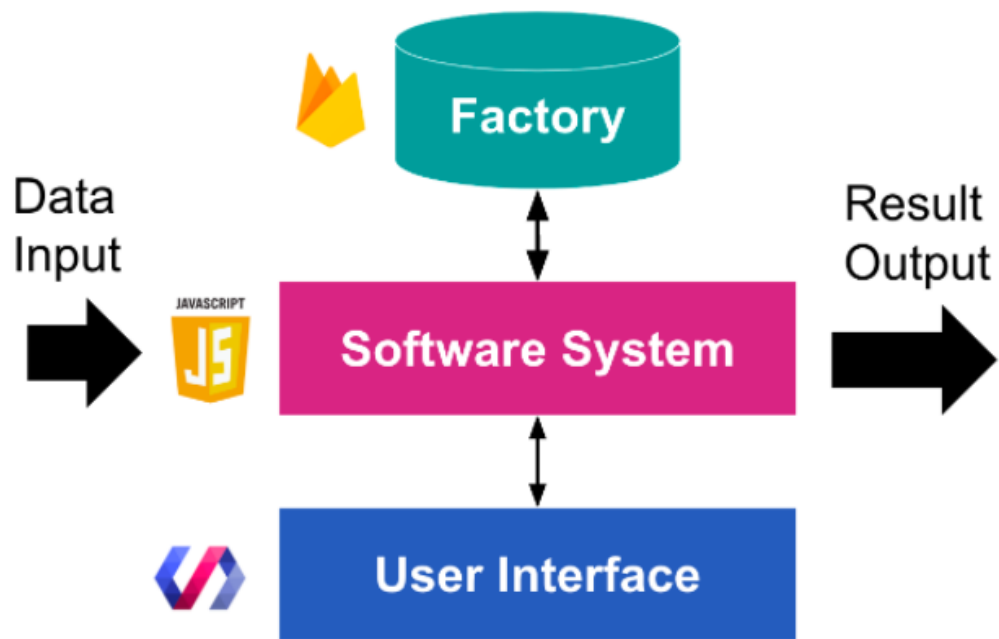 Factory
Data
Input
Result
Output
JAVASCRIPT
JS
Software System
User Interface